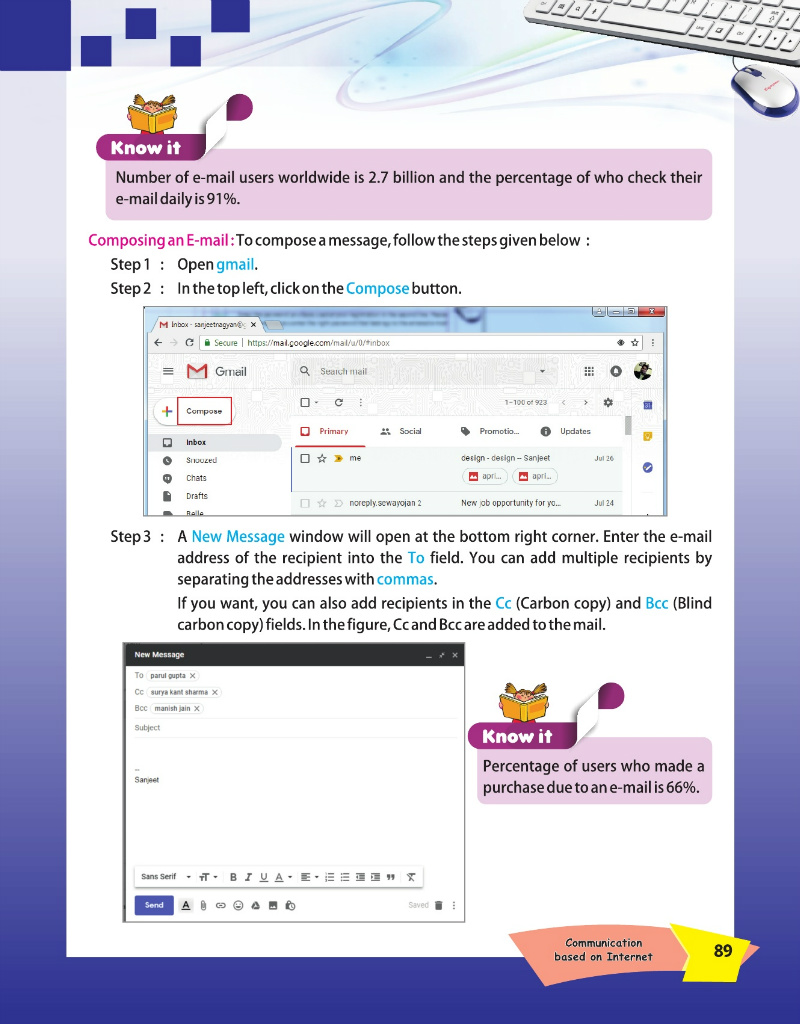 Know it
Number of e-mail users worldwide is 2.7 billion and the percentage of who check their
e-mail daily is 91%.
Composing an E-mail : To compose a message, follow the steps given below :
Step 1 : Open gmail.
Step 2 : In the top left, click on the Compose button.
Inbox - sanjeetnagyan@g
Secure | https://mail.google.com/mail/u/0/#inbox
Gmail
Search mail
Compose
1–100 of 923
Inbox
Primary
Social
Promotio...
Updates
Snoozed
me
design - design -- Sanjeet
Jul 26
Chats
apri...
apri...
Drafts
noreply.sewayojan 2
New job opportunity for yo...
Jul 24
Step 3 : A New Message window will open at the bottom right corner. Enter the e-mail
address of the recipient into the To field. You can add multiple recipients by
separating the addresses with commas.
If you want, you can also add recipients in the Cc (Carbon copy) and Bcc (Blind
carbon copy) fields. In the figure, Cc and Bcc are added to the mail.
New Message
To parul gupta ×
Cc surya kant sharma ×
Bcc manish jain ×
Subject
--
Sanjeet
Sans Serif
Send
Saved
Know it
Percentage of users who made a
purchase due to an e-mail is 66%.
Communication
based on Internet
89